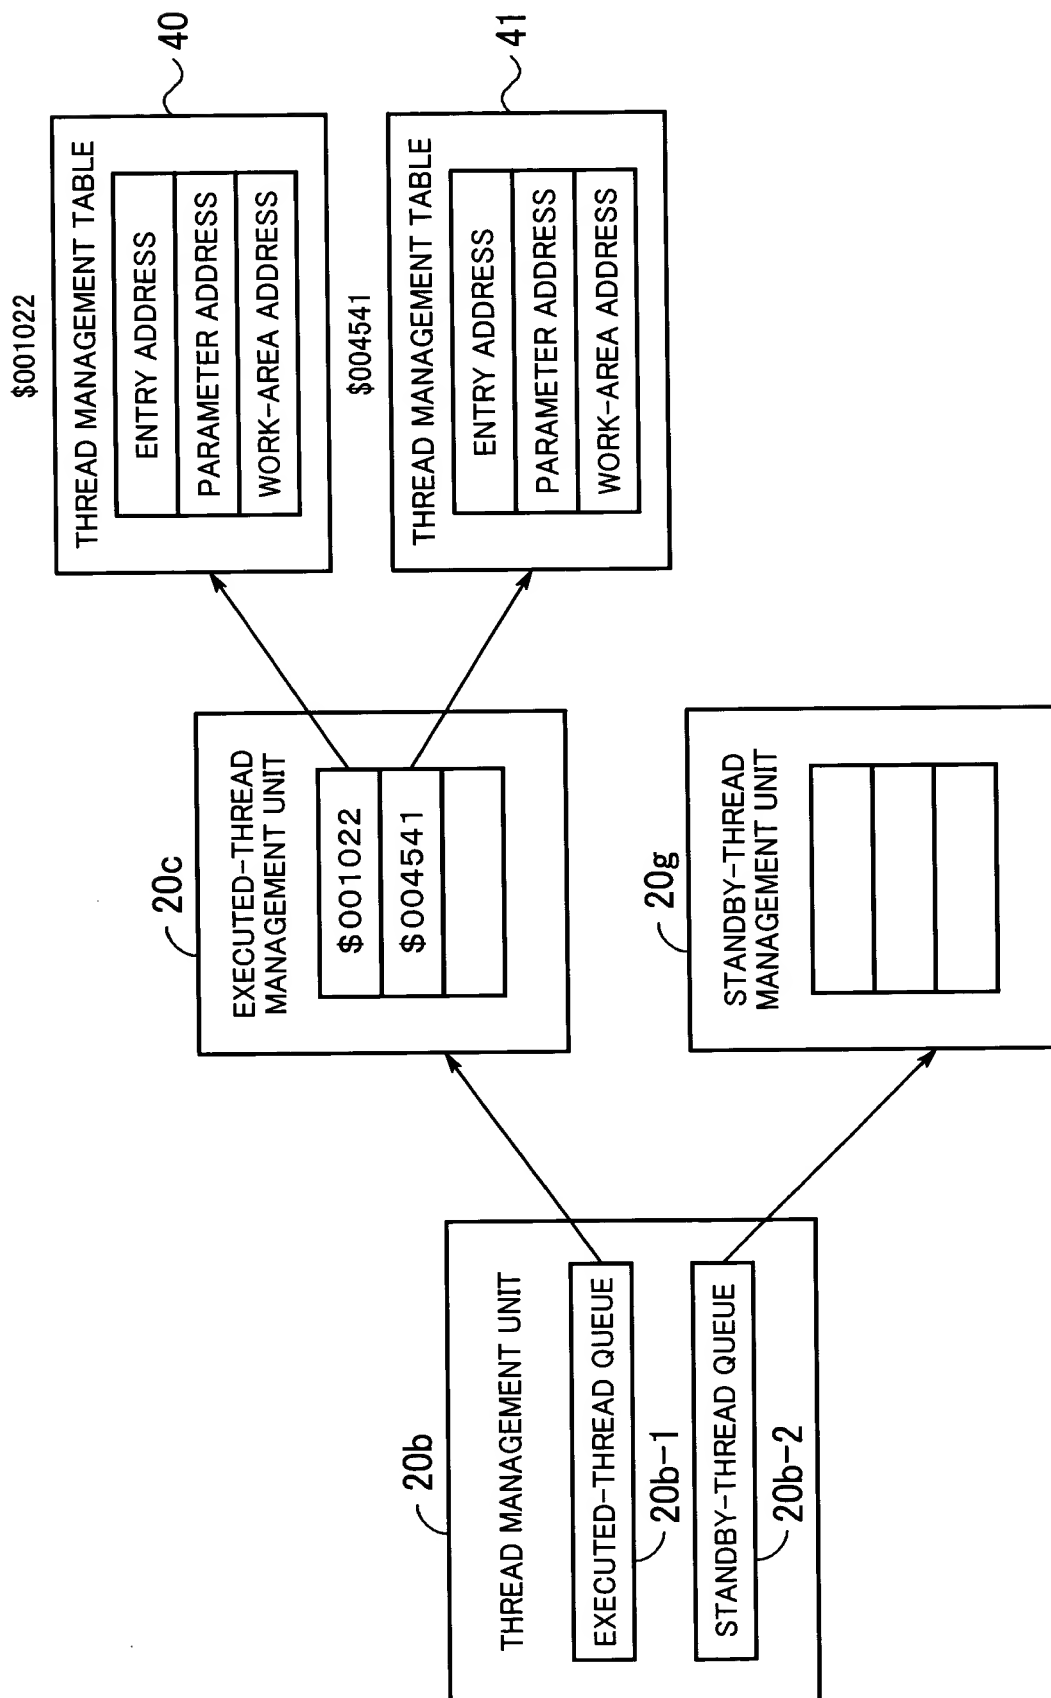 20b
THREAD MANAGEMENT UNIT
EXECUTED-THREAD QUEUE
20b-1
STANDBY-THREAD QUEUE
20b-2
20c
EXECUTED-THREAD
MANAGEMENT UNIT
$001022
$004541
20g
STANDBY-THREAD
MANAGEMENT UNIT
$001022
40
THREAD MANAGEMENT TABLE
ENTRY ADDRESS
PARAMETER ADDRESS
WORK-AREA ADDRESS
$004541
41
THREAD MANAGEMENT TABLE
ENTRY ADDRESS
PARAMETER ADDRESS
WORK-AREA ADDRESS